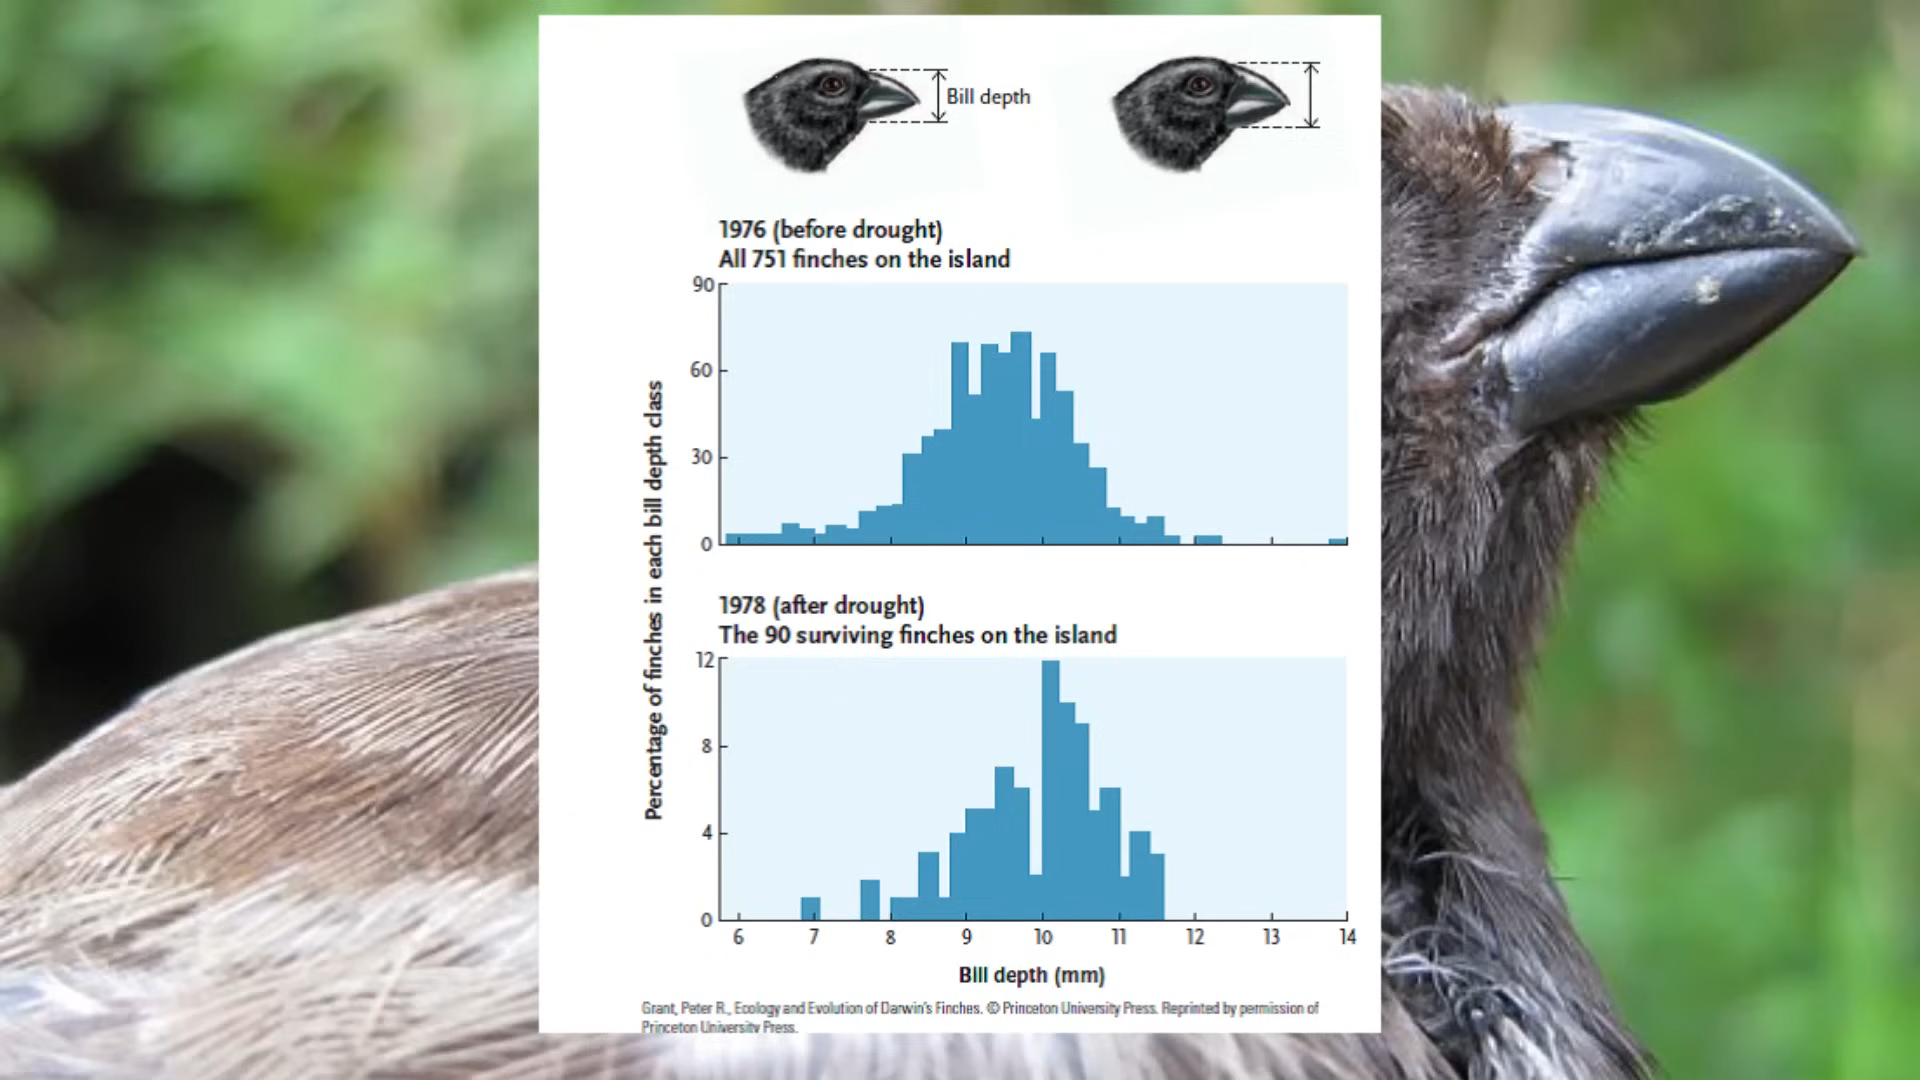 Bill depth
1976 (before drought)
All 751 finches on the island
90
60
30
0
Percentage of finches in each bill depth class
1978 (after drought)
The 90 surviving finches on the island
12
8
4
0
6 7 8 9 10 11 12 13 14
Bill depth (mm)
Grant, Peter R., Ecology and Evolution of Darwin's Finches. © Princeton University Press. Reprinted by permission of
Princeton University Press.